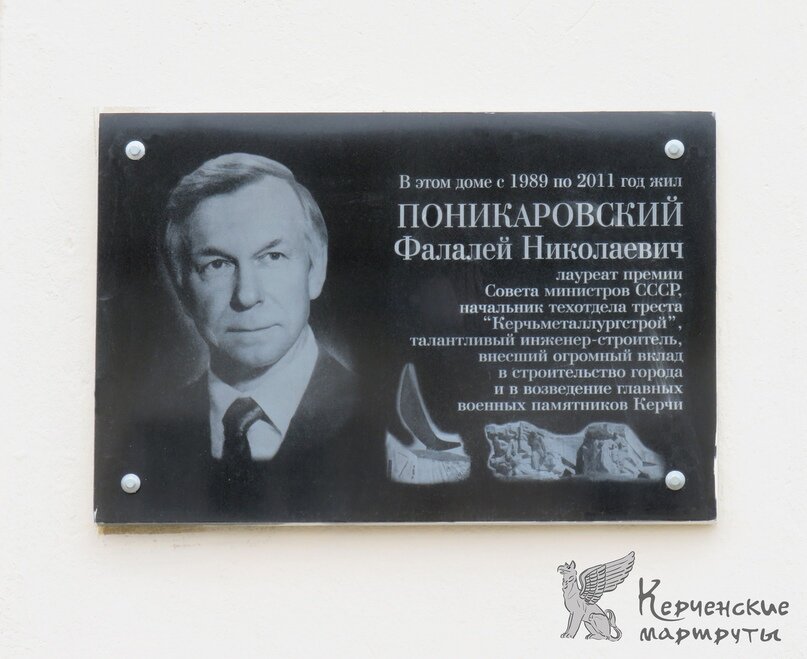 В этом доме с 1989 по 2011 год жил
ПОНИКАРОВСКИЙ
Фалалей Николаевич
лауреат премии
Совета министров СССР,
начальник техотдела треста
“Керчьметаллургстрой”,
талантливый инженер-строитель,
внесший огромный вклад
в строительство города
и в возведение главных
военных памятников Керчи
Керченские
маршруты